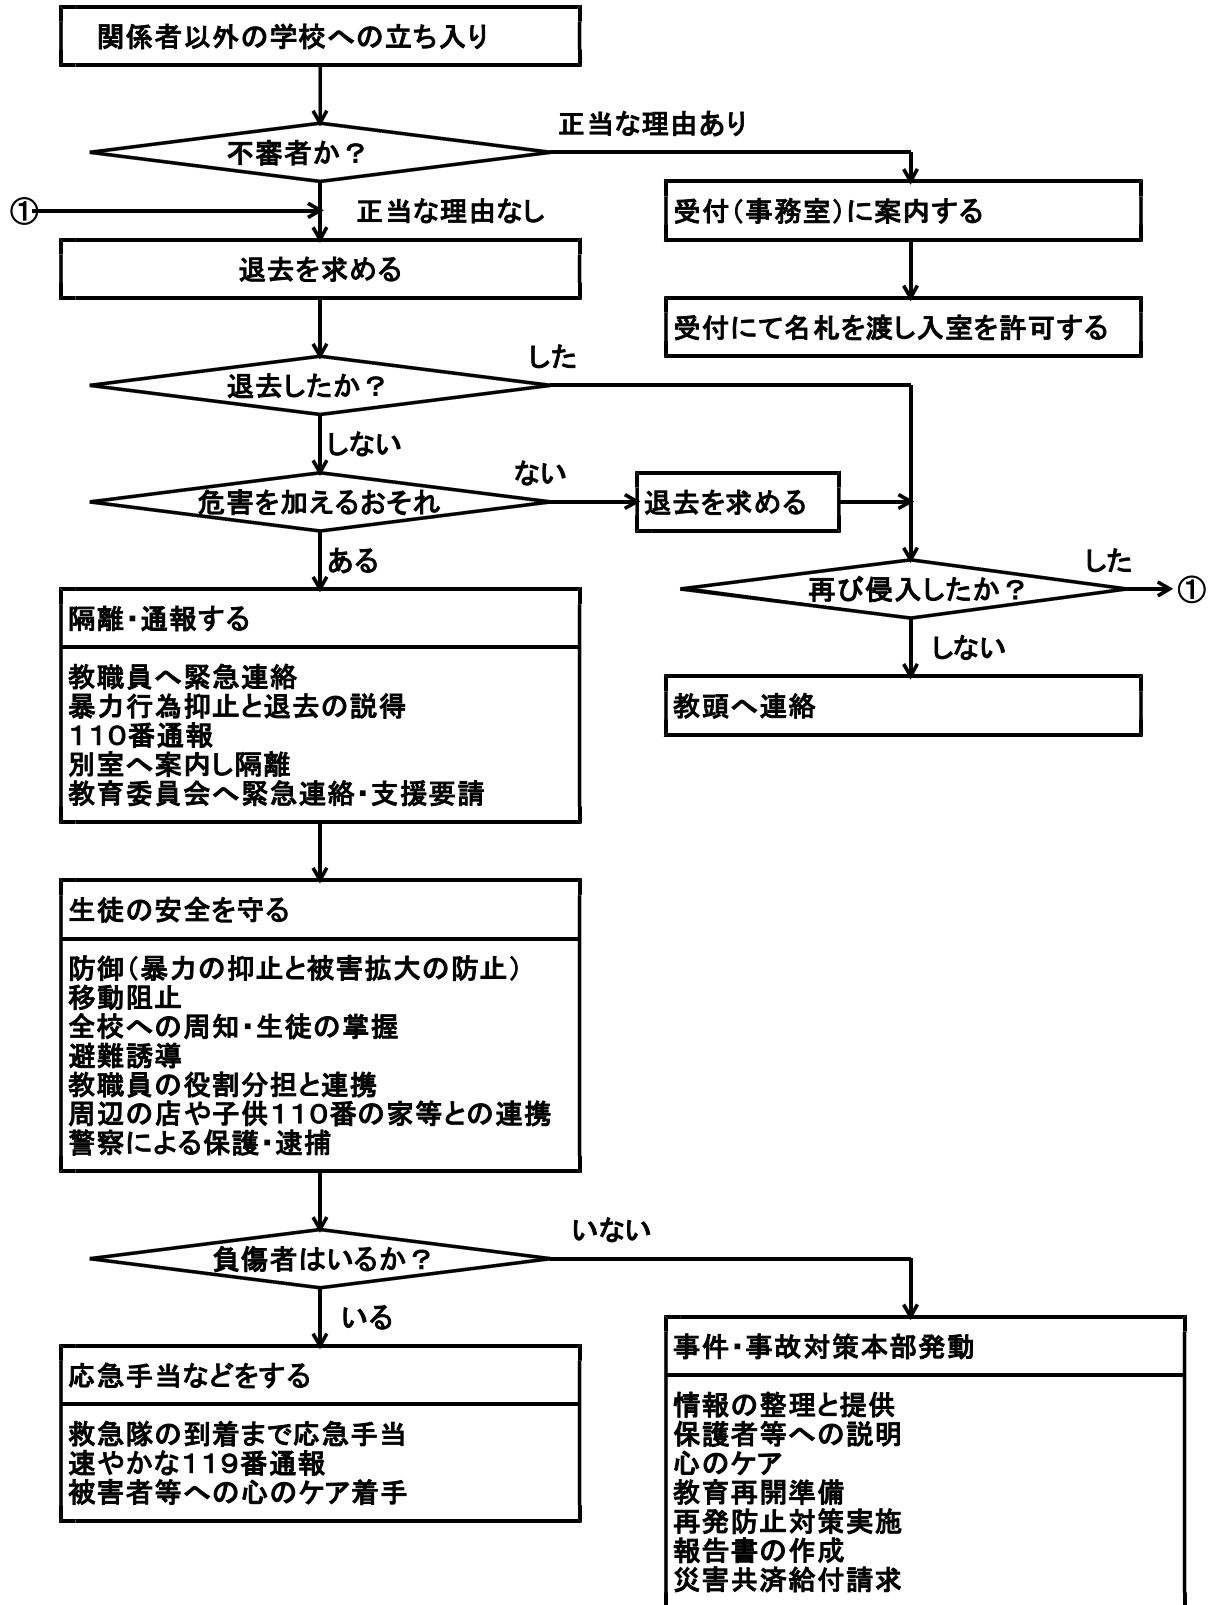 関係者以外の学校への立ち入り
正当な理由あり
不審者か？
①
正当な理由なし
受付（事務室）に案内する
退去を求める
受付にて名札を渡し入室を許可する
した
退去したか？
しない
ない
危害を加えるおそれ
退去を求める
ある
した
再び侵入したか？
①
しない
教頭へ連絡
隔離・通報する
教職員へ緊急連絡
暴力行為抑止と退去の説得
１１０番通報
別室へ案内し隔離
教育委員会へ緊急連絡・支援要請
生徒の安全を守る
防御（暴力の抑止と被害拡大の防止）
移動阻止
全校への周知・生徒の掌握
避難誘導
教職員の役割分担と連携
周辺の店や子供１１０番の家等との連携
警察による保護・逮捕
いない
負傷者はいるか？
いる
応急手当などをする
救急隊の到着まで応急手当
速やかな１１９番通報
被害者等への心のケア着手
事件・事故対策本部発動
情報の整理と提供
保護者等への説明
心のケア
教育再開準備
再発防止対策実施
報告書の作成
災害共済給付請求